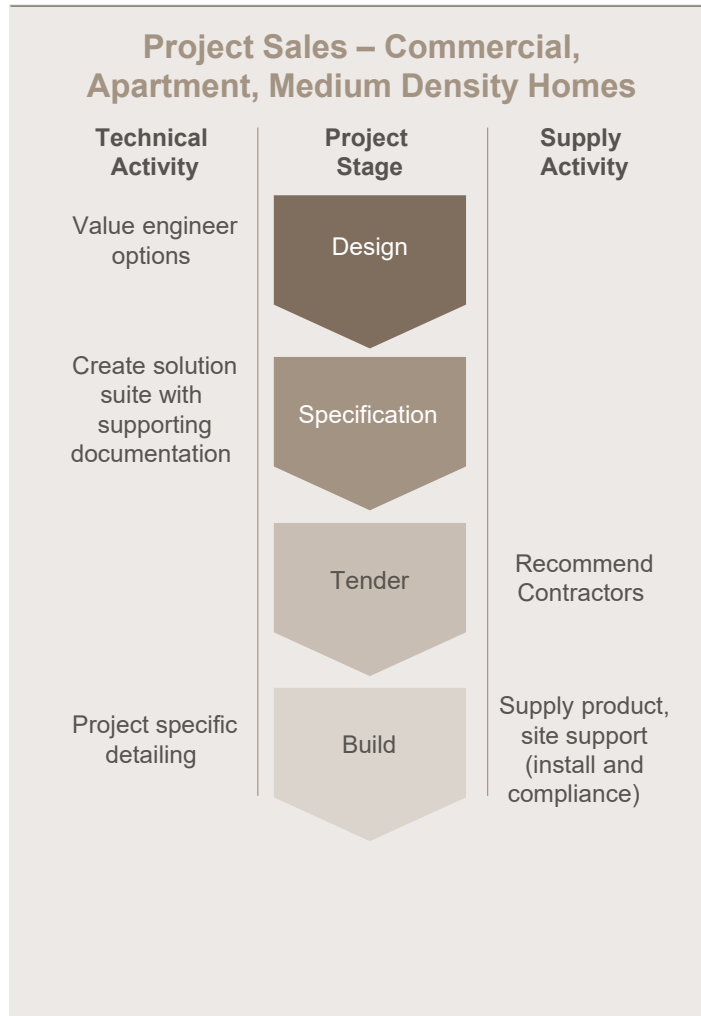 Project Sales – Commercial,
Apartment, Medium Density Homes
Technical
Activity
Project
Stage
Supply
Activity
Value engineer
options
Design
Create solution
suite with
supporting
documentation
Specification
Tender
Recommend
Contractors
Project specific
detailing
Build
Supply product,
site support
(install and
compliance)